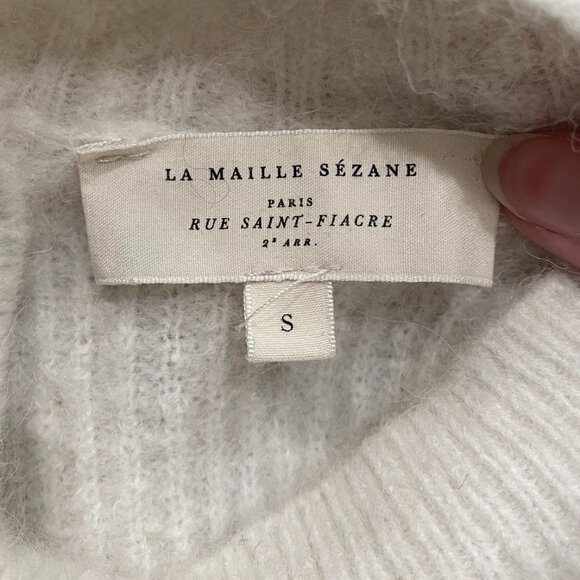 LA MAILLE SÉZANE
PARIS
RUE SAINT-FIACRE
2ᴱ ARR.
S